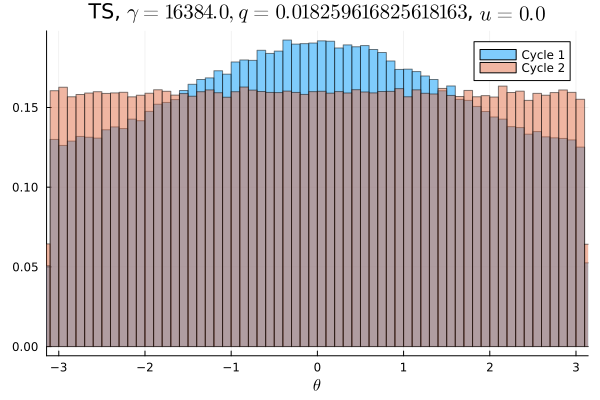 TS, γ = 16384.0, q = 0.018259616825618163, u = 0.0
Cycle 1
Cycle 2
0.15
0.10
0.05
0.00
−3 −2 −1 0 1 2 3
θ